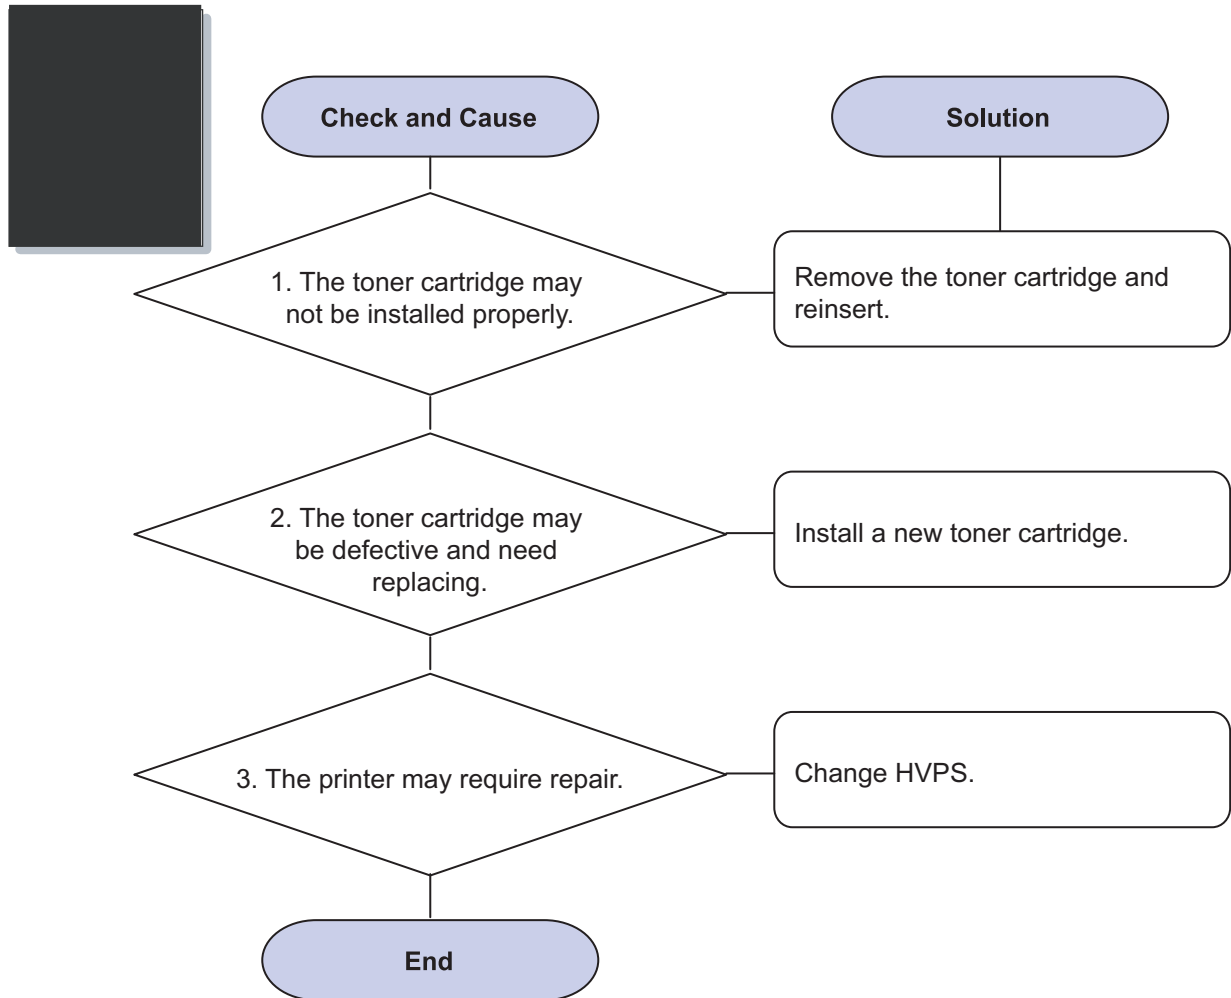 Check and Cause
Solution
1. The toner cartridge may
not be installed properly.
Remove the toner cartridge and
reinsert.
2. The toner cartridge may
be defective and need
replacing.
Install a new toner cartridge.
3. The printer may require repair.
Change HVPS.
End